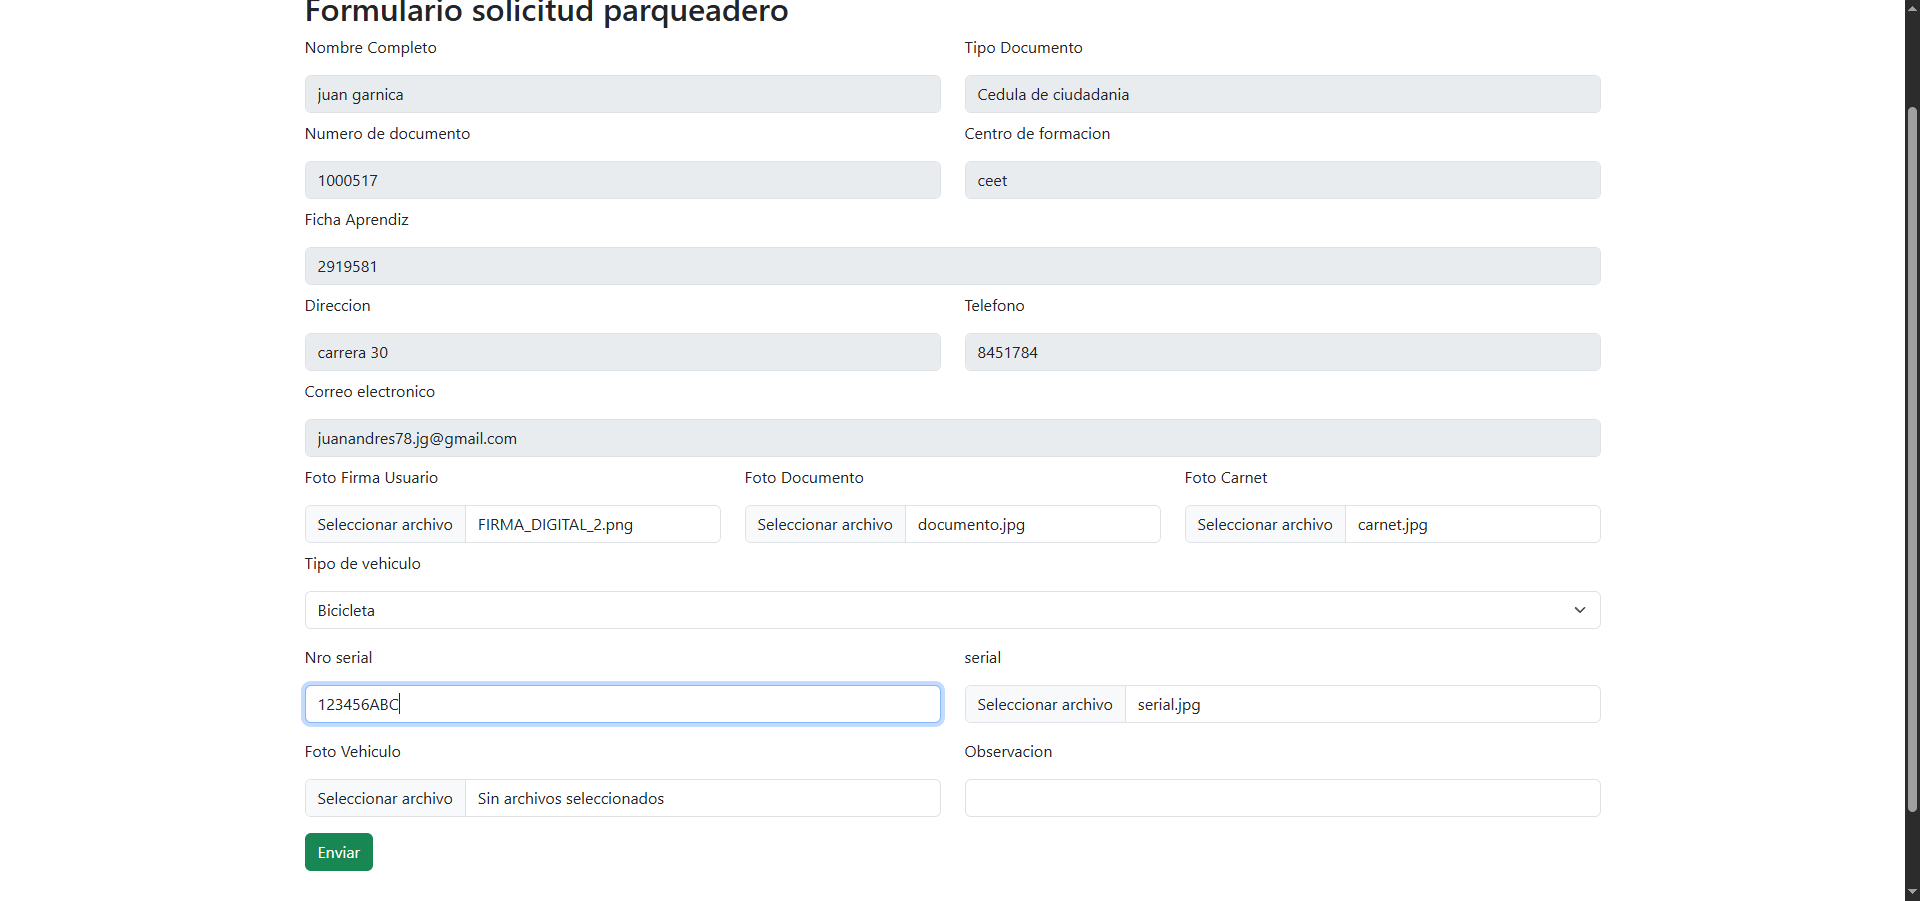 Formulario solicitud parqueadero
Nombre Completo
Tipo Documento
juan garnica
Cedula de ciudadania
Numero de documento
Centro de formacion
1000517
ceet
Ficha Aprendiz
2919581
Direccion
Telefono
carrera 30
8451784
Correo electronico
juanandres78.jg@gmail.com
Foto Firma Usuario
Foto Documento
Foto Carnet
Seleccionar archivo FIRMA_DIGITAL_2.png
Seleccionar archivo documento.jpg
Seleccionar archivo carnet.jpg
Tipo de vehiculo
Bicicleta
Nro serial
serial
123456ABC
Seleccionar archivo serial.jpg
Foto Vehiculo
Observacion
Seleccionar archivo Sin archivos seleccionados
Enviar